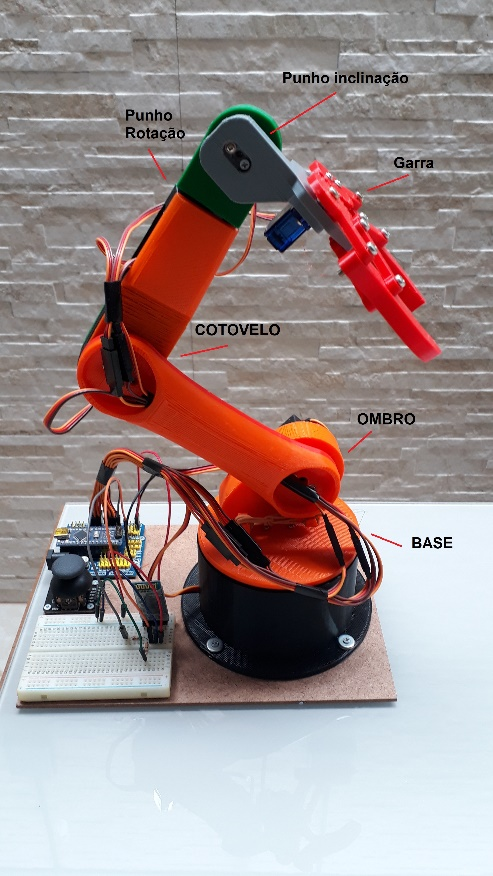 Punho inclinação
Punho
Rotação
Garra
COTOVELO
OMBRO
BASE